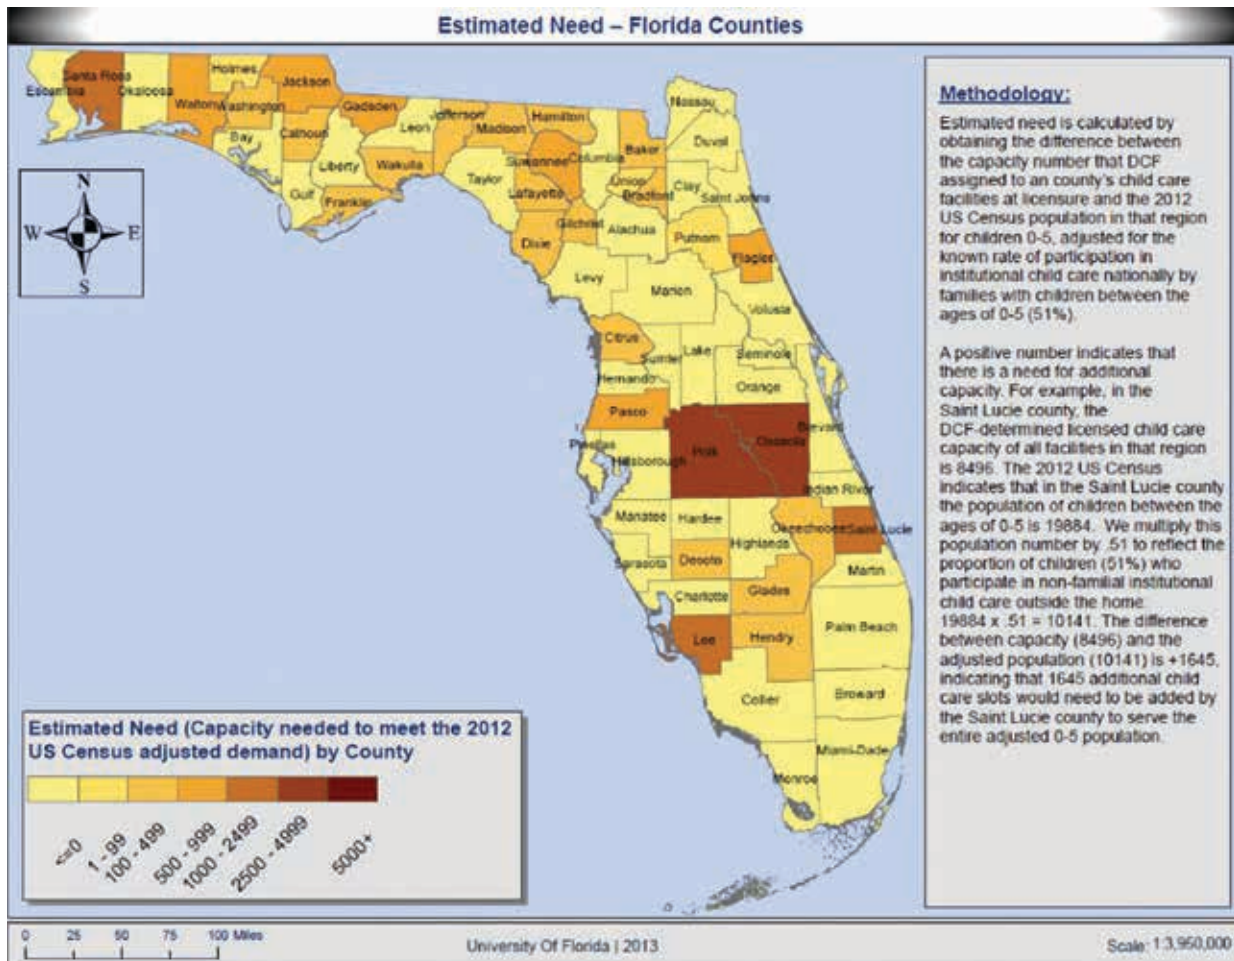 Estimated Need – Florida Counties
Escambia
Santa Rosa
Okaloosa
Holmes
Walton
Washington
Jackson
Bay
Calhoun
Gadsden
Liberty
Gulf
Franklin
Leon
Wakulla
Jefferson
Madison
Taylor
Hamilton
Suwannee
Columbia
Lafayette
Dixie
Gilchrist
Baker
Union
Bradford
Nassau
Duval
Clay
Saint Johns
Alachua
Putnam
Flagler
Levy
Marion
Volusia
Citrus
Sumter
Lake
Seminole
Hernando
Orange
Pasco
Pinellas
Hillsborough
Polk
Osceola
Brevard
Indian River
Manatee
Hardee
Highlands
Okeechobee
Saint Lucie
Sarasota
Desoto
Martin
Charlotte
Glades
Lee
Hendry
Palm Beach
Collier
Broward
Monroe
Miami-Dade
N
W
E
S
Methodology:
Estimated need is calculated by
obtaining the difference between
the capacity number that DCF
assigned to an county's child care
facilities at licensure and the 2012
US Census population in that region
for children 0-5, adjusted for the
known rate of participation in
institutional child care nationally by
families with children between the
ages of 0-5 (51%).
A positive number indicates that
there is a need for additional
capacity. For example, in the
Saint Lucie county, the
DCF-determined licensed child care
capacity of all facilities in that region
is 8496. The 2012 US Census
indicates that in the Saint Lucie county
the population of children between the
ages of 0-5 is 19884. We multiply this
population number by .51 to reflect the
proportion of children (51%) who
participate in non-familial institutional
child care outside the home.
19884 x .51 = 10141. The difference
between capacity (8496) and the
adjusted population (10141) is +1645,
indicating that 1645 additional child
care slots would need to be added by
the Saint Lucie county to serve the
entire adjusted 0-5 population.
Estimated Need (Capacity needed to meet the 2012
US Census adjusted demand) by County
<=0
1 - 99
100 - 499
500 - 999
1000 - 2499
2500 - 4999
5000+
0 25 50 75 100 Miles
University Of Florida | 2013
Scale: 1:3,950,000